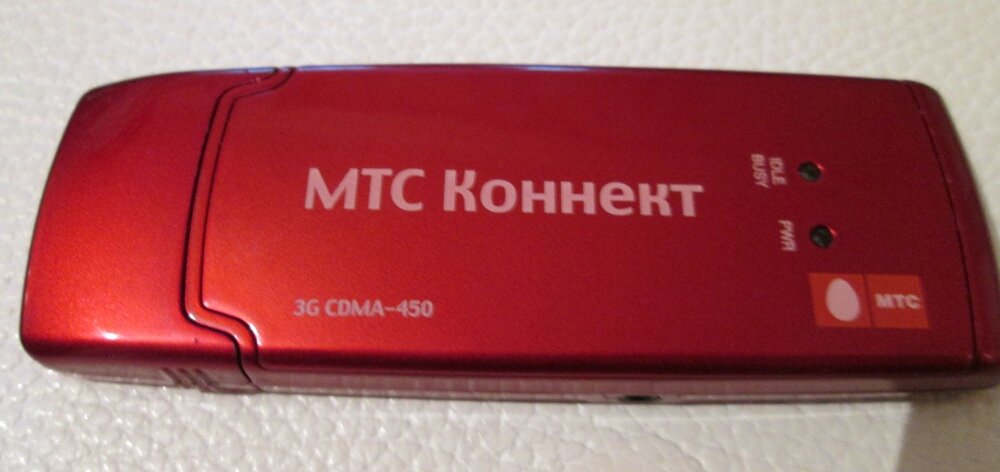 МТС Коннект
3G CDMA-450
IDLE
BUSY
PWR
МТС